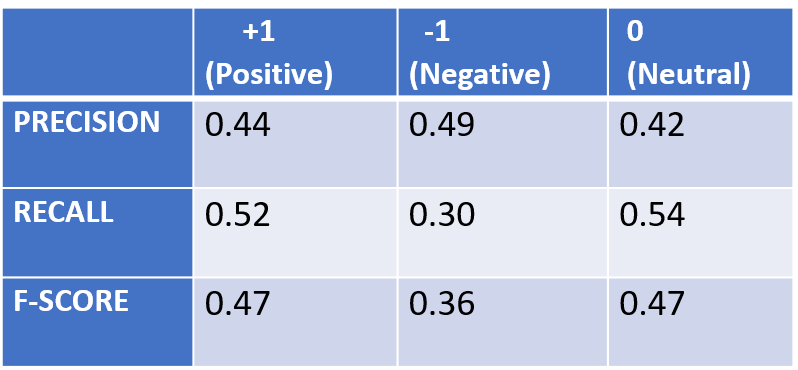 +1 -1 0
(Positive) (Negative) (Neutral)
PRECISION 0.44 0.49 0.42
RECALL 0.52 0.30 0.54
F-SCORE 0.47 0.36 0.47